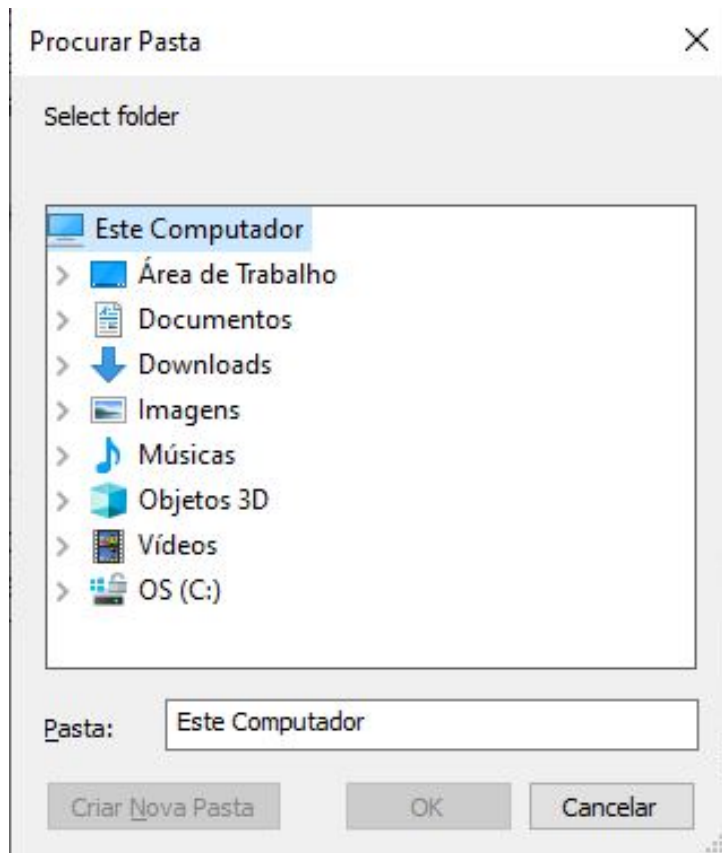 Procurar Pasta
Select folder
Este Computador
Área de Trabalho
Documentos
Downloads
Imagens
Músicas
Objetos 3D
Vídeos
OS (C:)
Pasta: Este Computador
Criar Nova Pasta OK Cancelar